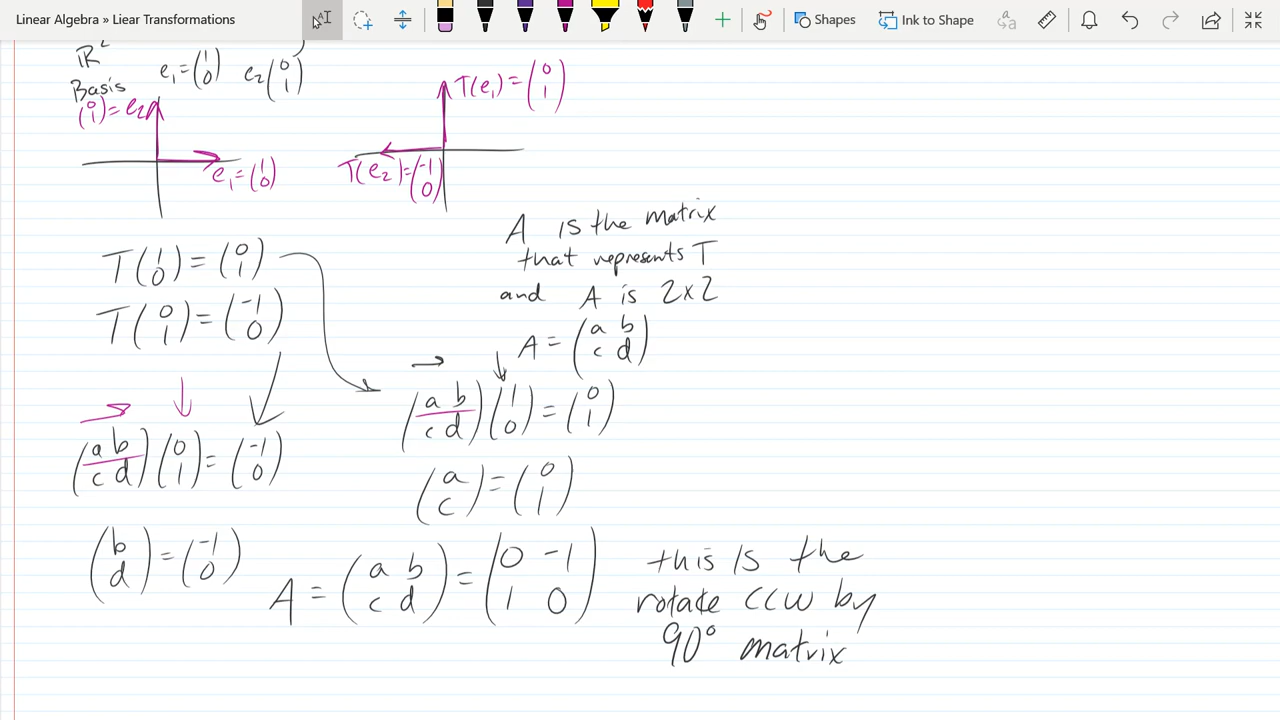 Linear Algebra » Liear Transformations
Shapes
Ink to Shape
ℝ²
Basis e₁=(1 0) e₂(0 1)
(0 1)=e₂
e₁=(1 0)
T(e₁)=(0 1)
T(e₂)=(-1 0)
A is the matrix
that represents T
and A is 2x2
A=(a b c d)
T(1 0)=(0 1)
T(0 1)=(-1 0)
(a b c d)(1 0)=(0 1)
(a c)=(0 1)
(a b c d)(0 1)=(-1 0)
(b d)=(-1 0)
A=(a b c d)=(0 -1 1 0)
this is the
rotate CCW by
90° matrix